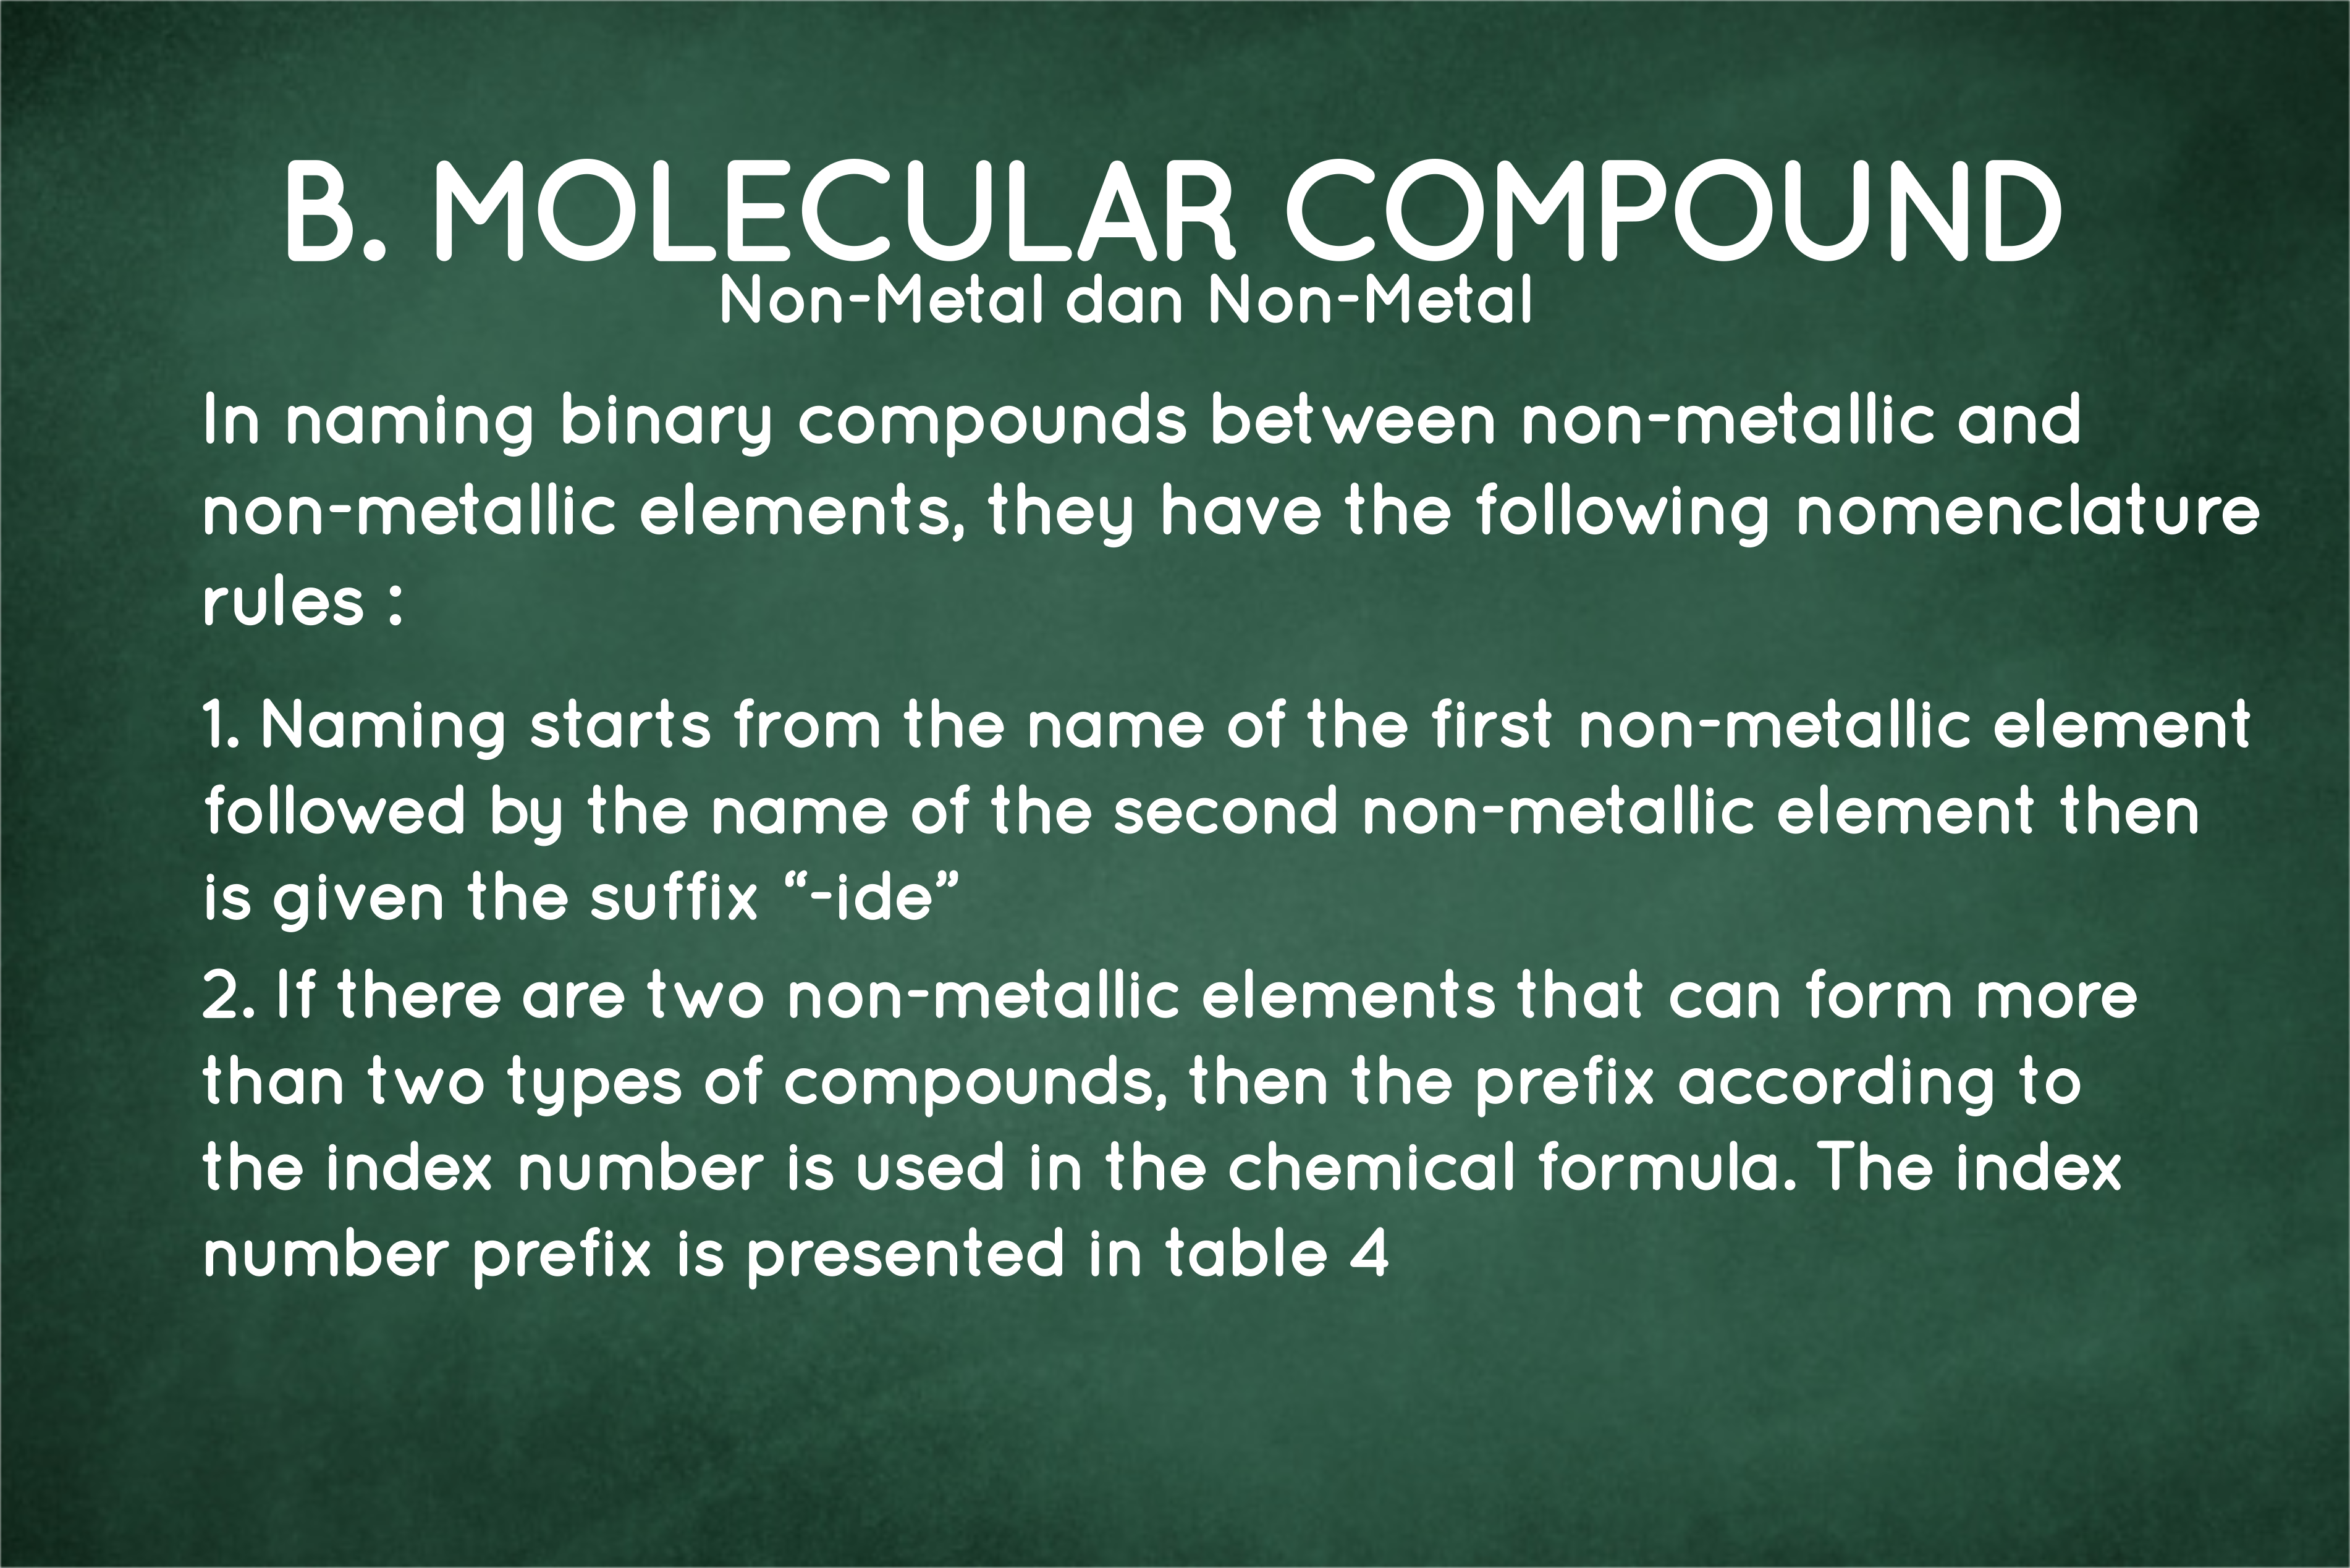 B. MOLECULAR COMPOUND
Non-Metal dan Non-Metal
In naming binary compounds between non-metallic and
non-metallic elements, they have the following nomenclature
rules :
1. Naming starts from the name of the first non-metallic element
followed by the name of the second non-metallic element then
is given the suffix “-ide”
2. If there are two non-metallic elements that can form more
than two types of compounds, then the prefix according to
the index number is used in the chemical formula. The index
number prefix is presented in table 4